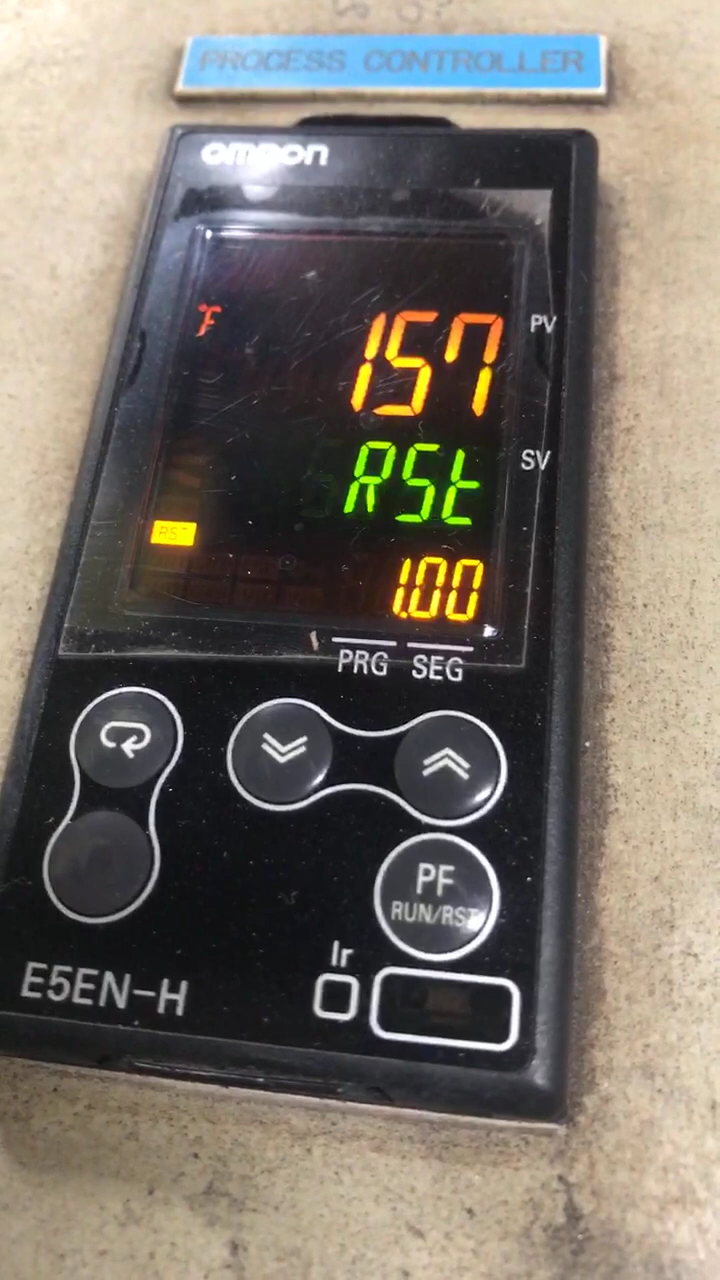 PROCESS CONTROLLER
omron
°F
157
PV
RSt
SV
RST
1.00
PRG SEG
PF
RUN/RST
Ir
E5EN-H